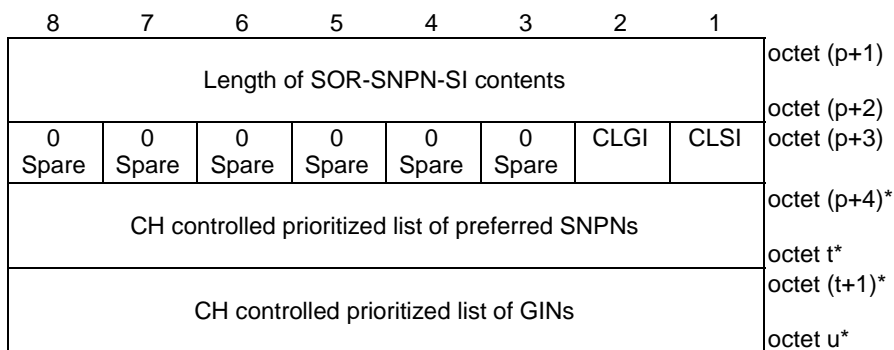 8 7 6 5 4 3 2 1
octet (p+1)
Length of SOR-SNPN-SI contents
octet (p+2)
0 0 0 0 0 0 CLGI CLSI octet (p+3)
Spare Spare Spare Spare Spare Spare
octet (p+4)*
CH controlled prioritized list of preferred SNPNs
octet t*
octet (t+1)*
CH controlled prioritized list of GINs
octet u*